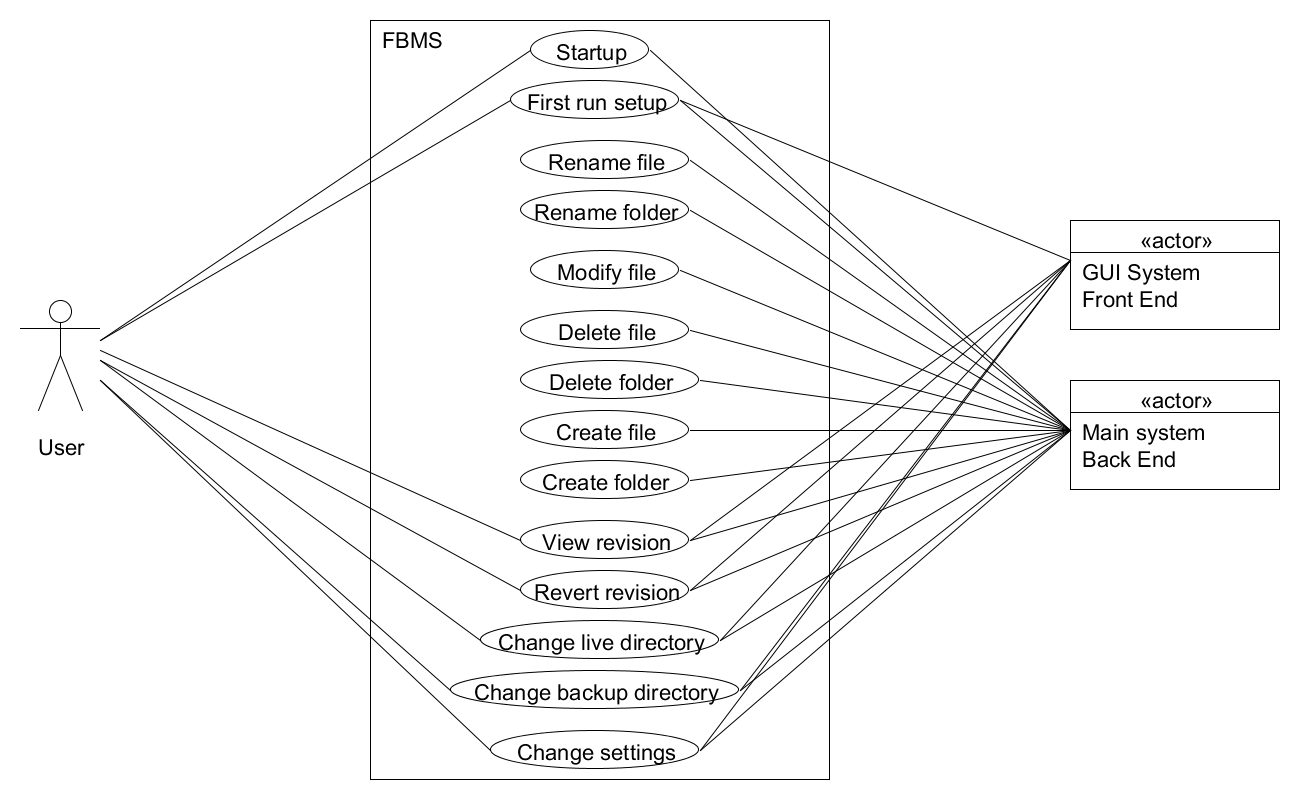 FBMS
Startup
First run setup
Rename file
Rename folder
Modify file
Delete file
Delete folder
Create file
Create folder
View revision
Revert revision
Change live directory
Change backup directory
Change settings
User
«actor»
GUI System
Front End
«actor»
Main system
Back End